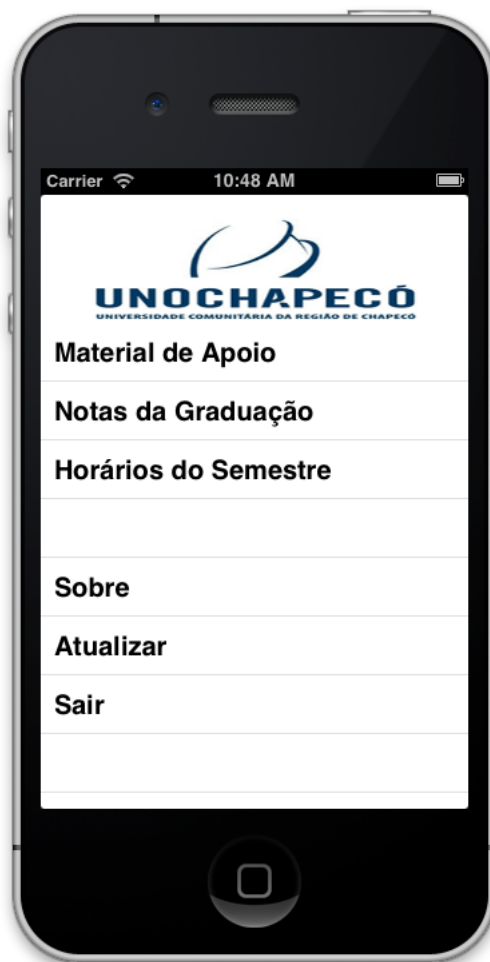 Carrier 10:48 AM
UNOCHAPECÓ
UNIVERSIDADE COMUNITÁRIA DA REGIÃO DE CHAPECÓ
Material de Apoio
Notas da Graduação
Horários do Semestre
Sobre
Atualizar
Sair